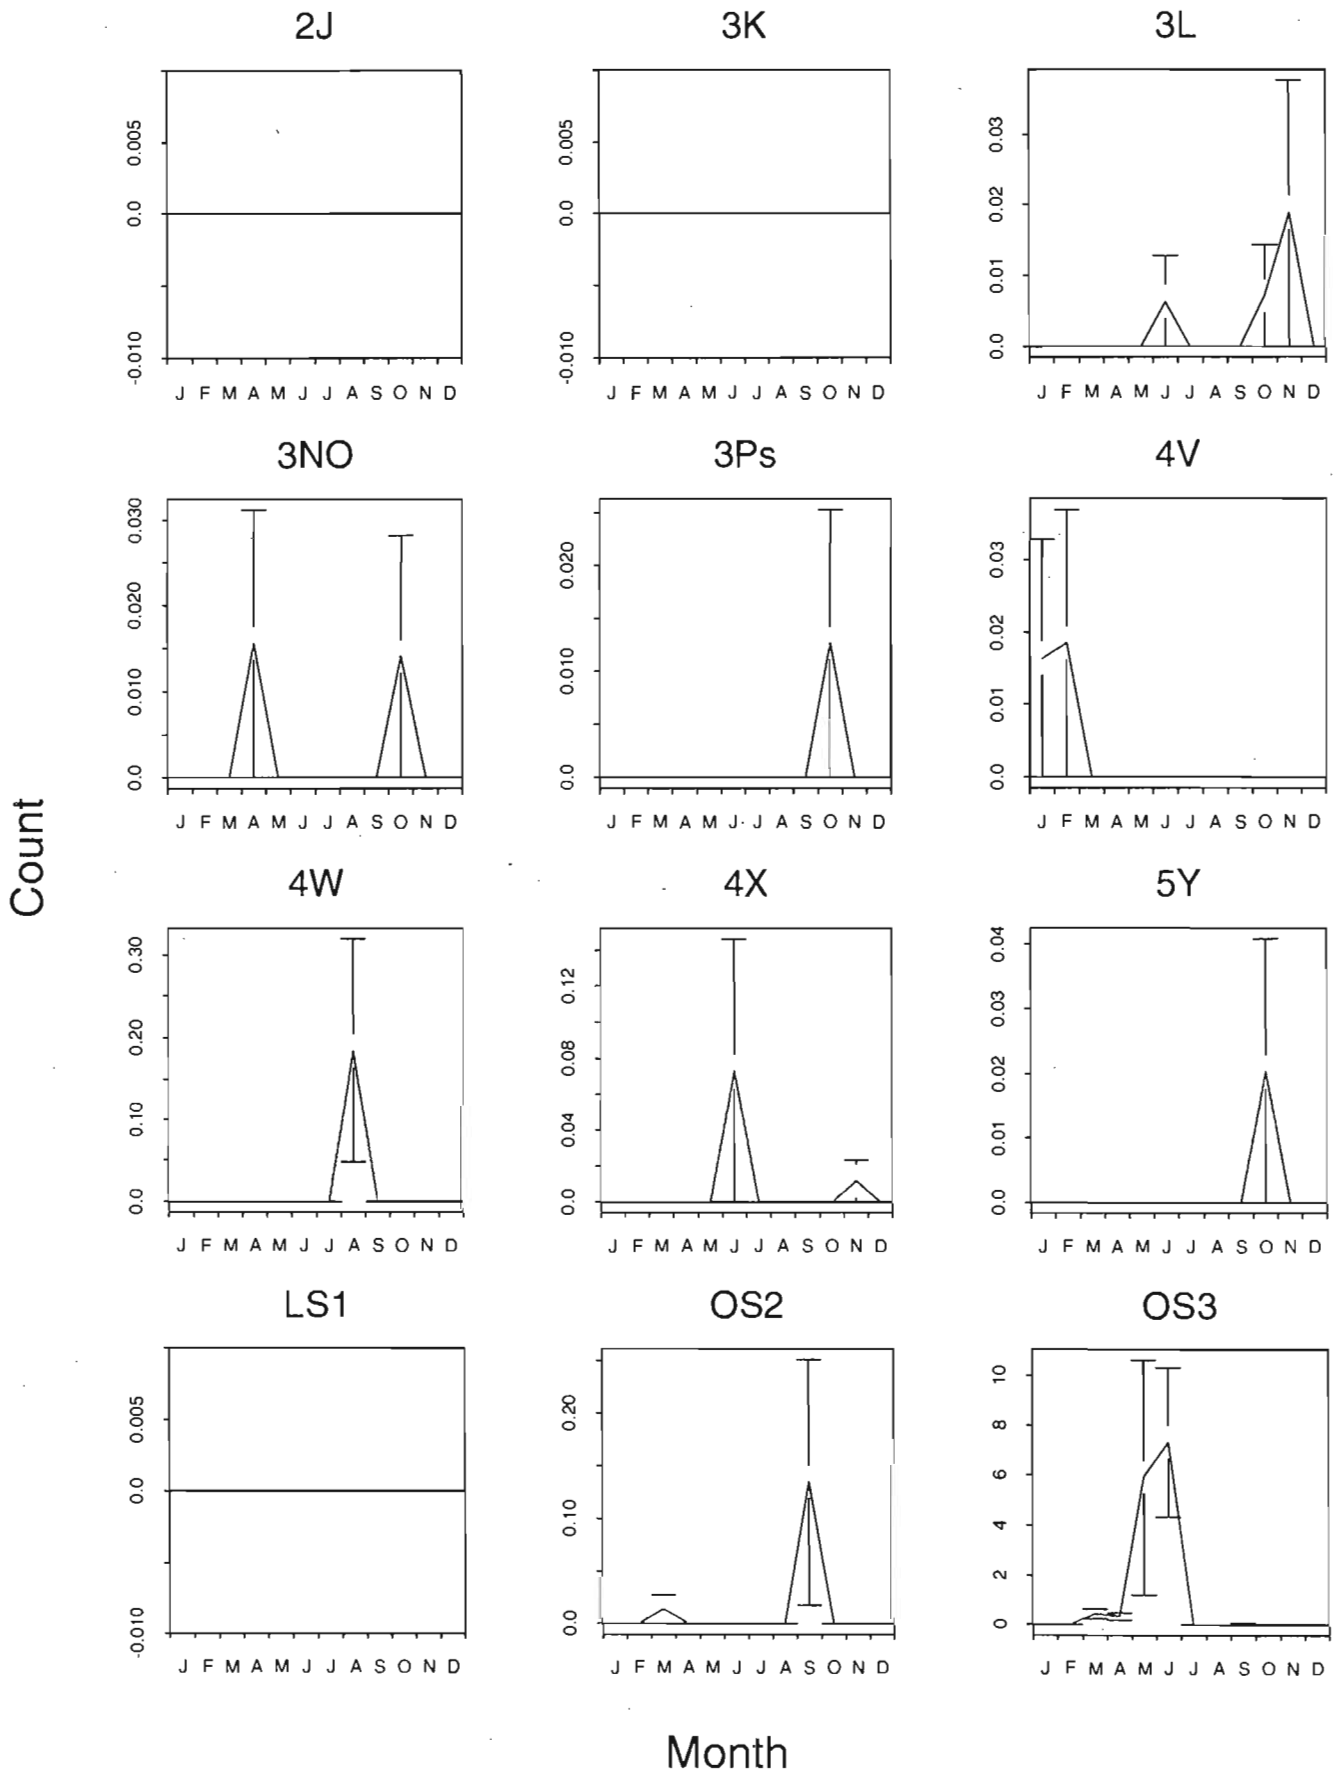 2J 3K 3L
0.005
0.0
-0.010
J F M A M J J A S O N D
0.005
0.0
-0.010
J F M A M J J A S O N D
0.03
0.02
0.01
0.0
J F M A M J J A S O N D
3NO 3Ps 4V
0.030
0.020
0.010
0.0
J F M A M J J A S O N D
0.020
0.010
0.0
J F M A M J J A S O N D
0.03
0.02
0.01
0.0
J F M A M J J A S O N D
Count
4W 4X 5Y
0.30
0.20
0.10
0.0
J F M A M J J A S O N D
0.12
0.08
0.04
0.0
J F M A M J J A S O N D
0.04
0.03
0.02
0.01
0.0
J F M A M J J A S O N D
LS1 OS2 OS3
0.005
0.0
-0.010
J F M A M J J A S O N D
0.20
0.10
0.0
J F M A M J J A S O N D
10
8
6
4
2
0
J F M A M J J A S O N D
Month